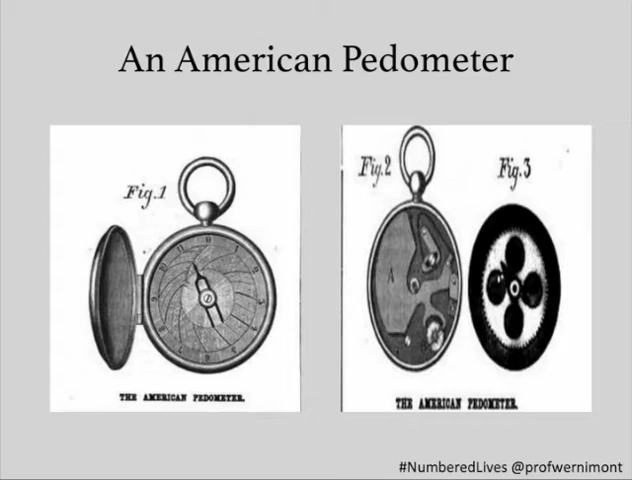 An American Pedometer
Fig.1
THE AMERICAN PEDOMETER.
Fig.2
Fig.3
A
THE AMERICAN PEDOMETER.
#NumberedLives @profwernimont